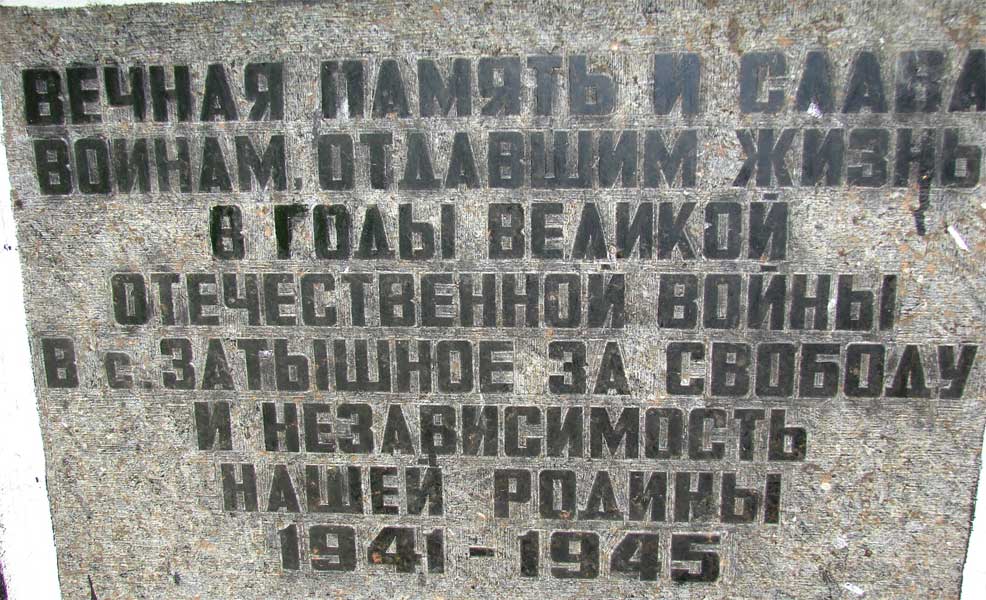 ВЕЧНАЯ ПАМЯТЬ И СЛАВА
ВОИНАМ, ОТДАВШИМ ЖИЗНЬ
В ГОДЫ ВЕЛИКОЙ
ОТЕЧЕСТВЕННОЙ ВОЙНЫ
В с. ЗАТЫШНОЕ ЗА СВОБОДУ
И НЕЗАВИСИМОСТЬ
НАШЕЙ РОДИНЫ
1941 - 1945